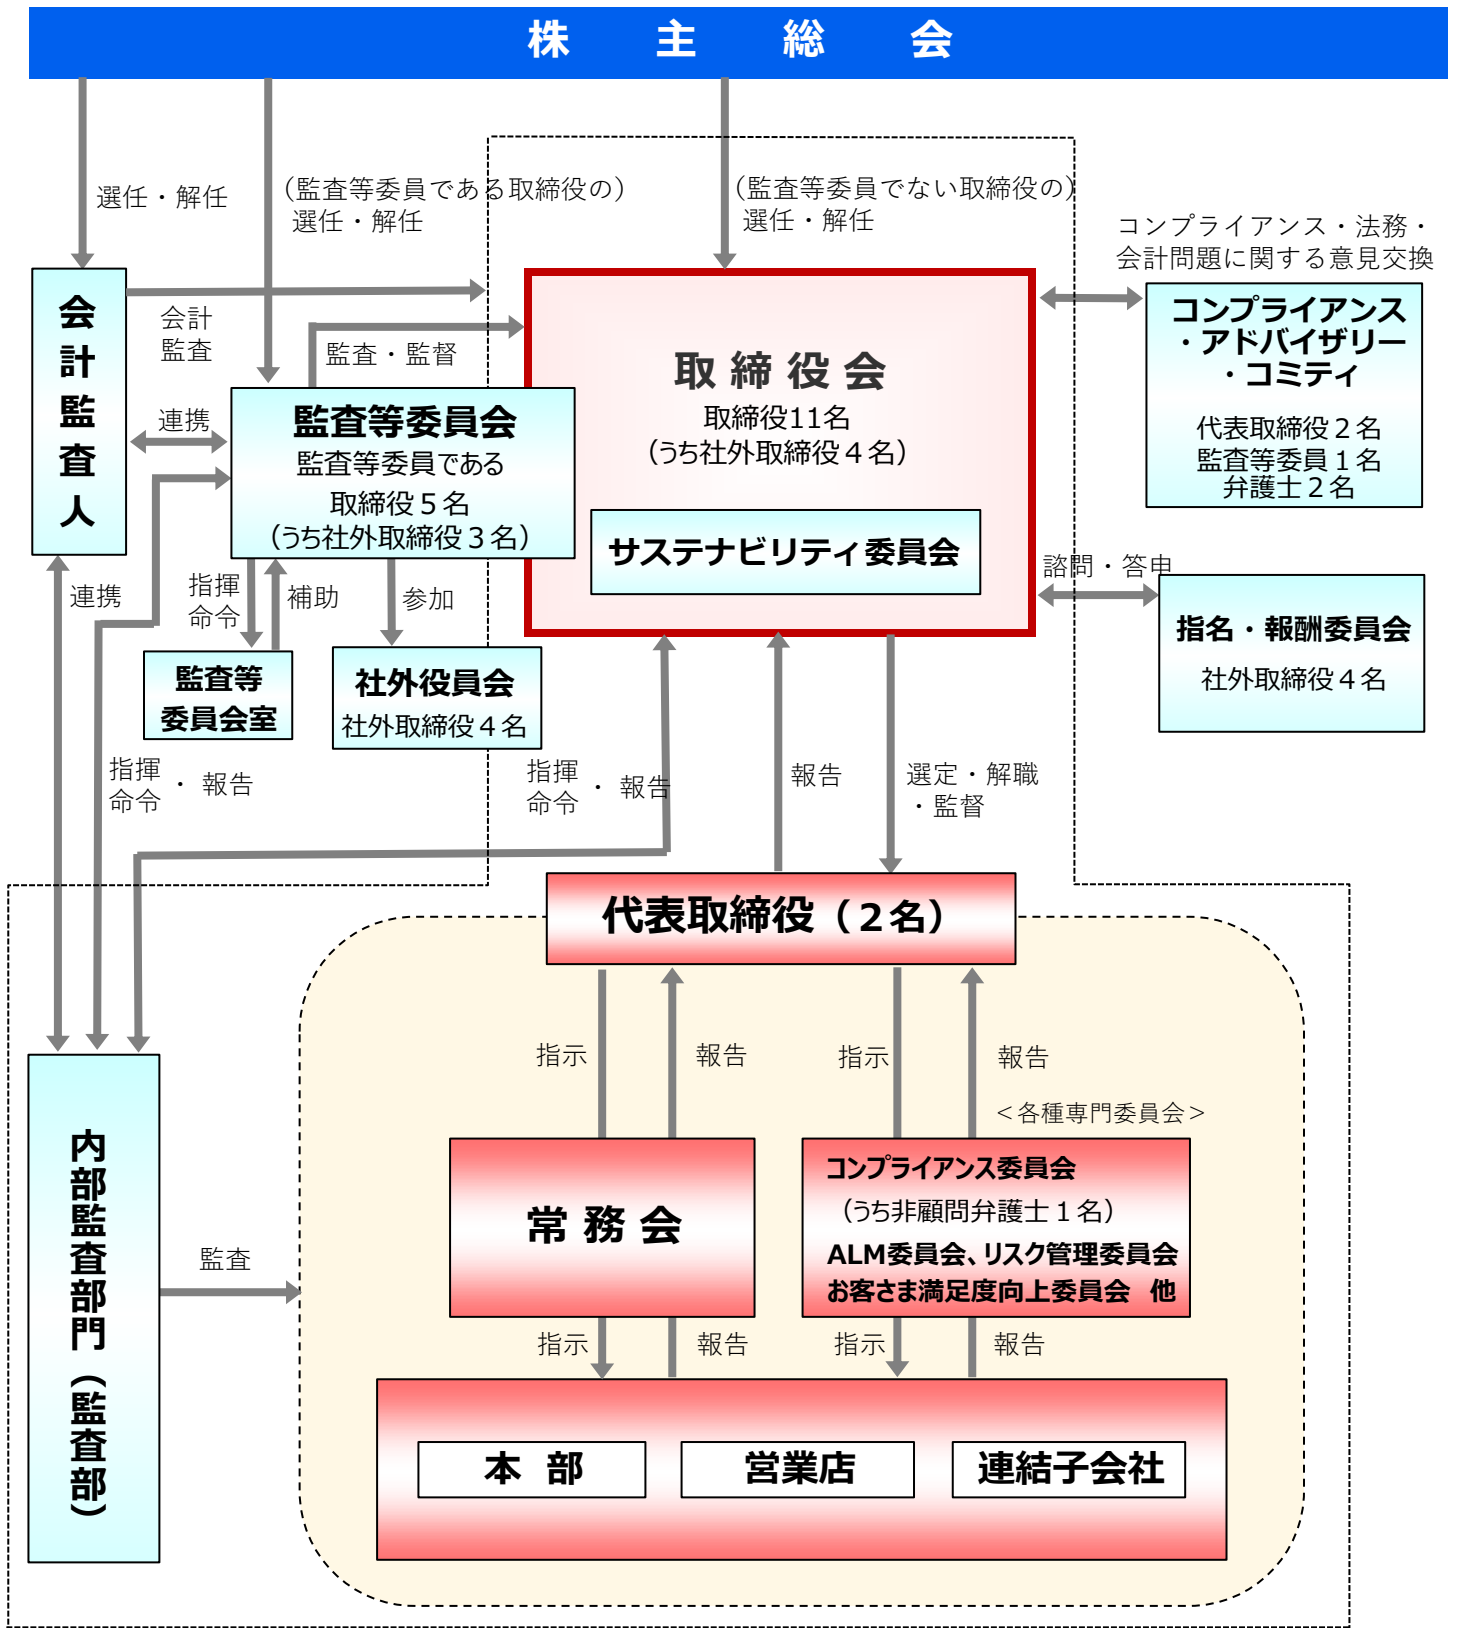 株主総会
選任・解任
（監査等委員である取締役の）
選任・解任
（監査等委員でない取締役の）
選任・解任
コンプライアンス・法務・
会計問題に関する意見交換
会計監査人
会計
監査
監査・監督
連携
監査等委員会
監査等委員である
取締役５名
（うち社外取締役３名）
取締役会
取締役11名
（うち社外取締役４名）
サステナビリティ委員会
コンプライアンス
・アドバイザリー
・コミティ
代表取締役２名
監査等委員１名
弁護士２名
諮問・答申
指名・報酬委員会
社外取締役４名
連携
指揮
命令
補助
参加
監査等
委員会室
社外役員会
社外取締役４名
指揮
命令
・ 報告
指揮
命令
・ 報告
報告
選定・解職
・監督
代表取締役（２名）
指示
報告
指示
報告
＜各種専門委員会＞
内部監査部門（監査部）
監査
常務会
コンプライアンス委員会
（うち非顧問弁護士１名）
ALM委員会、リスク管理委員会
お客さま満足度向上委員会 他
指示
報告
指示
報告
本部
営業店
連結子会社